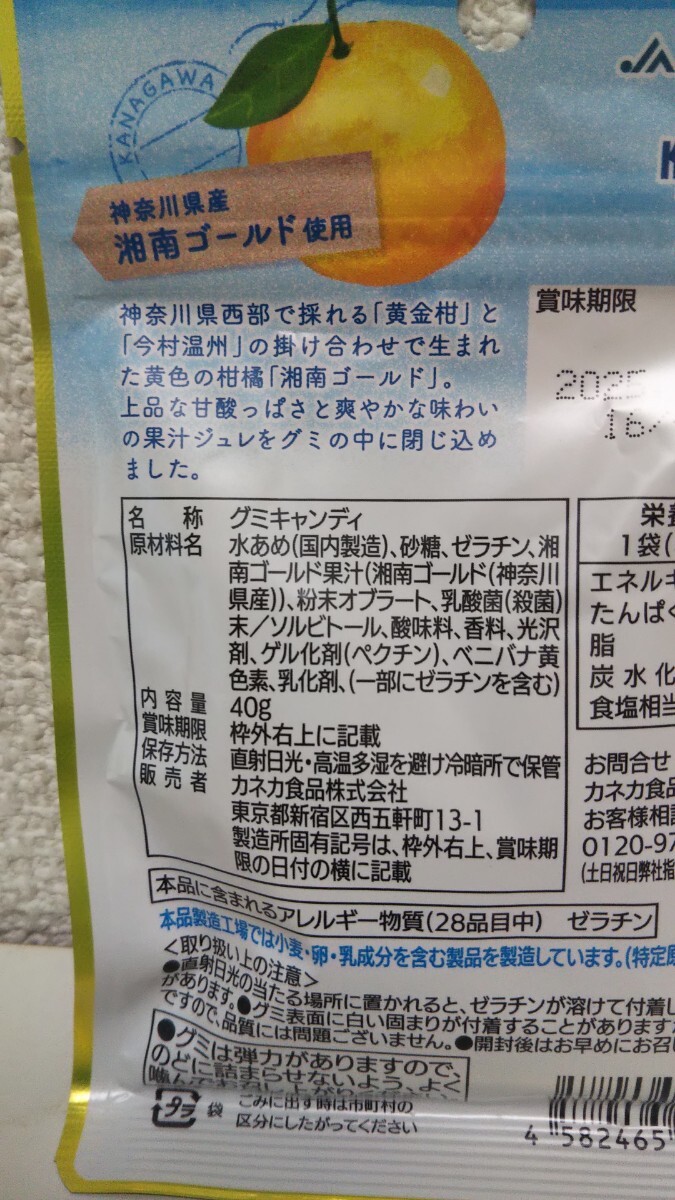 KANAGAWA
JA
神奈川県産
湘南ゴールド使用
神奈川県西部で採れる「黄金柑」と
「今村温州」の掛け合わせで生まれ
た黄色の柑橘「湘南ゴールド」。
上品な甘酸っぱさと爽やかな味わい
の果汁ジュレをグミの中に閉じ込め
ました。
賞味期限
2025
16
名 称 グミキャンディ
原材料名 水あめ(国内製造)、砂糖、ゼラチン、湘
南ゴールド果汁(湘南ゴールド(神奈川
県産))、粉末オブラート、乳酸菌(殺菌)
末/ソルビトール、酸味料、香料、光沢
剤、ゲル化剤(ペクチン)、ベニバナ黄
色素、乳化剤、(一部にゼラチンを含む)
内容量 40g
賞味期限 枠外右上に記載
保存方法 直射日光・高温多湿を避け冷暗所で保管
販売者 カネカ食品株式会社
東京都新宿区西五軒町13-1
製造所固有記号は、枠外右上、賞味期
限の日付の横に記載
栄養
1袋(
エネルギ
たんぱく
脂
炭水化
食塩相当
お問合せ
カネカ食品
お客様相談
0120-97
(土日祝日弊社指
本品に含まれるアレルギー物質(28品目中) ゼラチン
本品製造工場では小麦・卵・乳成分を含む製品を製造しています。(特定原
<取り扱い上の注意>
●直射日光の当たる場所に置かれると、ゼラチンが溶けて付着し
があります。●グミ表面に白い固まりが付着することがありますが
ですので、品質には問題ございません。●開封後はお早めにお召し
●グミは弾力がありますので、
のどに詰まらせないよう、よく
プラ 袋 ごみに出す時は市町村の
区分にしたがってください
4 582465